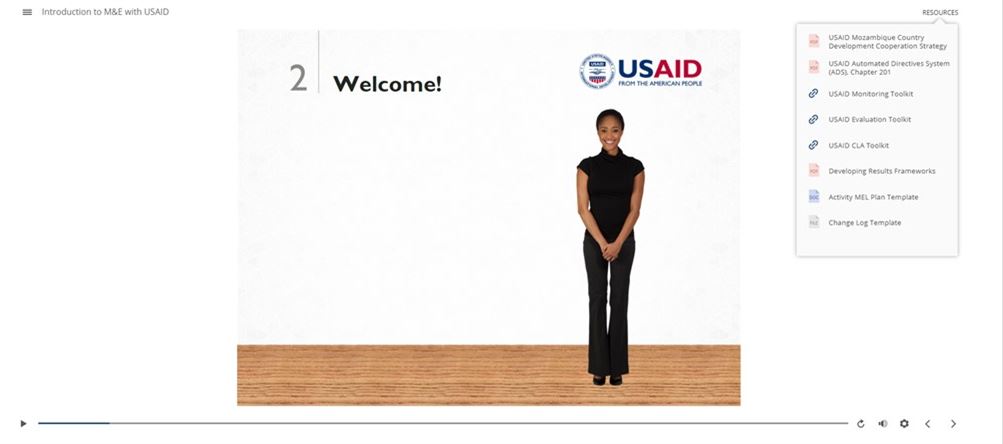 Introduction to M&E with USAID
RESOURCES
2
Welcome!
USAID
USAID
FROM THE AMERICAN PEOPLE
USAID Mozambique Country
Development Cooperation Strategy
USAID Automated Directives System
(ADS), Chapter 201
USAID Monitoring Toolkit
USAID Evaluation Toolkit
USAID CLA Toolkit
Developing Results Frameworks
Activity MEL Plan Template
Change Log Template
PDF
PDF
PDF
DOC
FILE